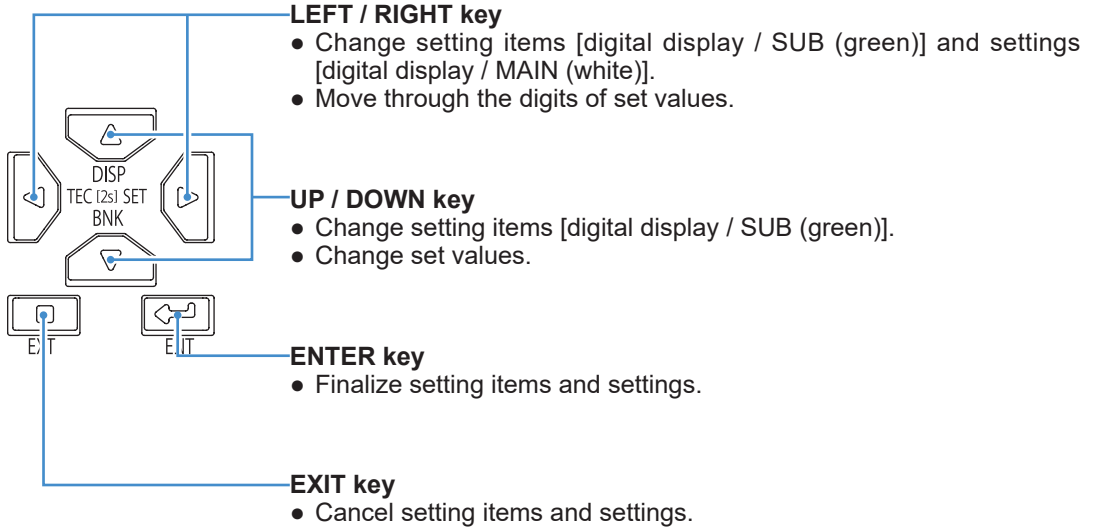 LEFT / RIGHT key
● Change setting items [digital display / SUB (green)] and settings
[digital display / MAIN (white)].
● Move through the digits of set values.
DISP
TEC [2s] SET
BNK
UP / DOWN key
● Change setting items [digital display / SUB (green)].
● Change set values.
EXT
ENT
ENTER key
● Finalize setting items and settings.
EXIT key
● Cancel setting items and settings.